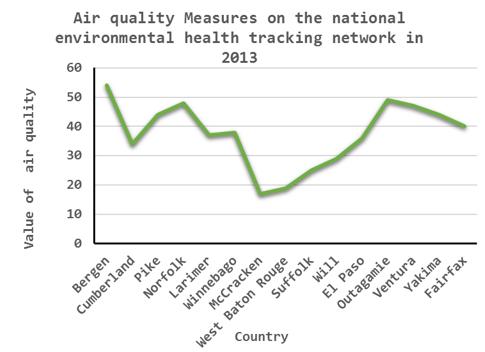 Air quality Measures on the national
environmental health tracking network in
2013
60
50
40
30
20
10
0
Value of air quality
Bergen
Cumberland
Pike
Norfolk
Larimer
Winnebago
McCracken
West Baton Rouge
Suffolk
Will
El Paso
Outagamie
Ventura
Yakima
Fairfax
Country